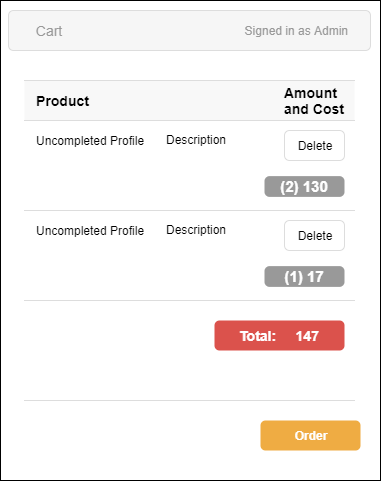 Cart Signed in as Admin
Product Amount
and Cost
Uncompleted Profile Description Delete
(2) 130
Uncompleted Profile Description Delete
(1) 17
Total: 147
Order